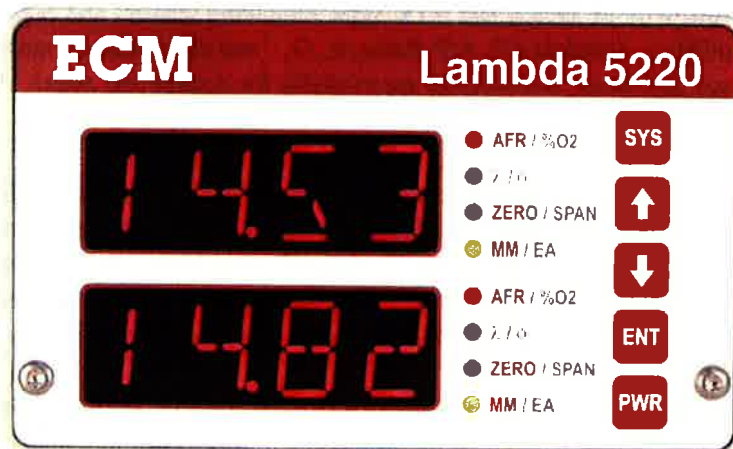 ECM
Lambda 5220
14.53
AFR / %O2
ZERO / SPAN
MM / EA
14.82
AFR / %O2
ZERO / SPAN
MM / EA
SYS
ENT
PWR